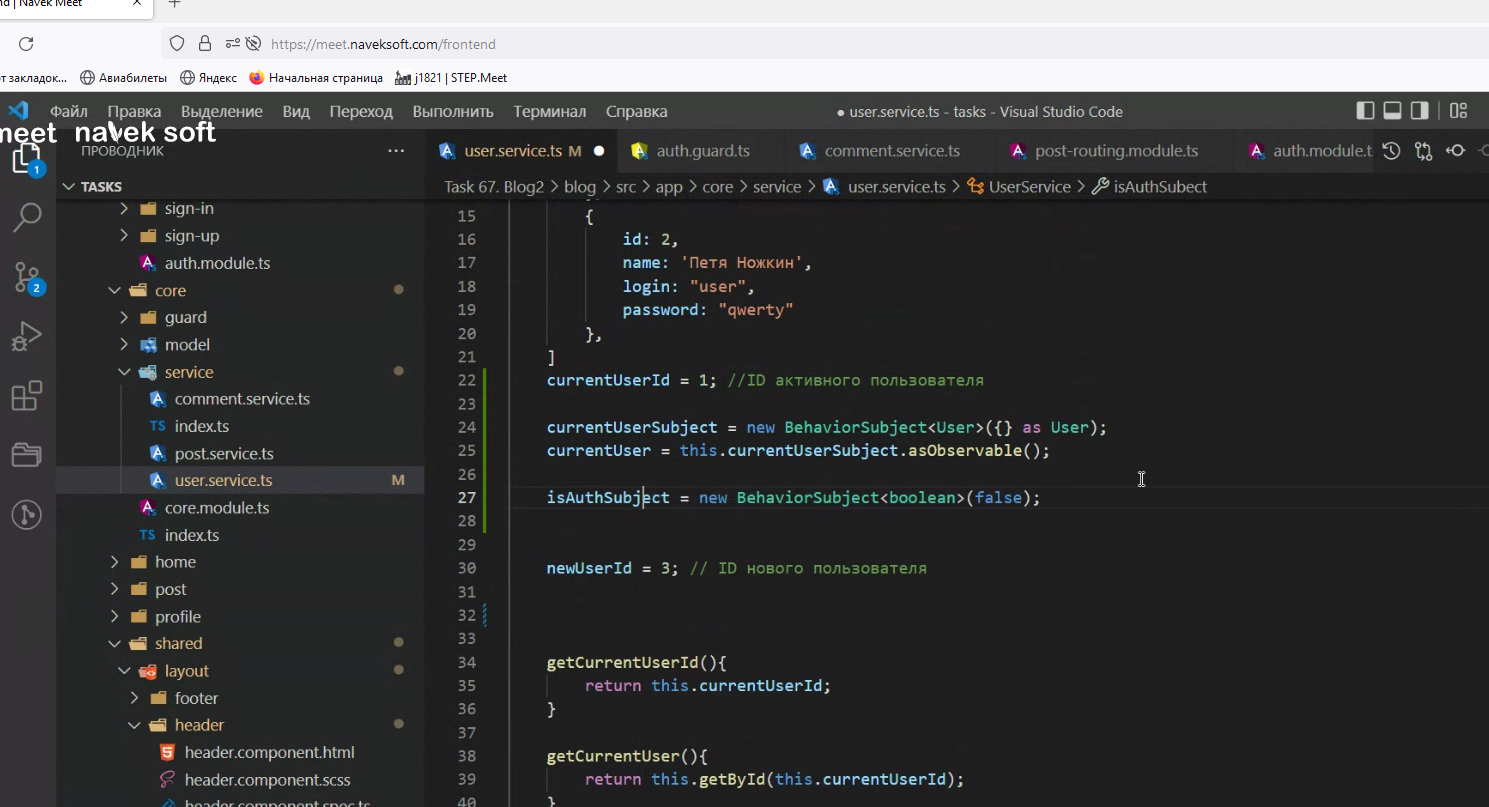 nd | Navek Meet
https://meet.naveksoft.com/frontend
т закладок...
Авиабилеты
Яндекс
Начальная страница
j1821 | STEP.Meet
Файл Правка Выделение Вид Переход Выполнить Терминал Справка
● user.service.ts - tasks - Visual Studio Code
meet navek soft
ПРОВОДНИК
...
user.service.ts M
auth.guard.ts
comment.service.ts
post-routing.module.ts
auth.module.t
1
2
TASKS
Task 67. Blog2 > blog > src > app > core > service > user.service.ts > UserService > isAuthSubect
sign-in
sign-up
auth.module.ts
core
guard
model
service
comment.service.ts
index.ts
post.service.ts
user.service.ts M
core.module.ts
index.ts
home
post
profile
shared
layout
footer
header
header.component.html
header.component.scss
header.component.spec.ts
15 {
16 id: 2,
17 name: 'Петя Ножкин',
18 login: "user",
19 password: "qwerty"
20 },
21 ]
22 currentUserId = 1; //ID активного пользователя
23
24 currentUserSubject = new BehaviorSubject<User>({} as User);
25 currentUser = this.currentUserSubject.asObservable();
26
27 isAuthSubject = new BehaviorSubject<boolean>(false);
28
29
30 newUserId = 3; // ID нового пользователя
31
32
33
34 getCurrentUserId(){
35 return this.currentUserId;
36 }
37
38 getCurrentUser(){
39 return this.getById(this.currentUserId);
40 }